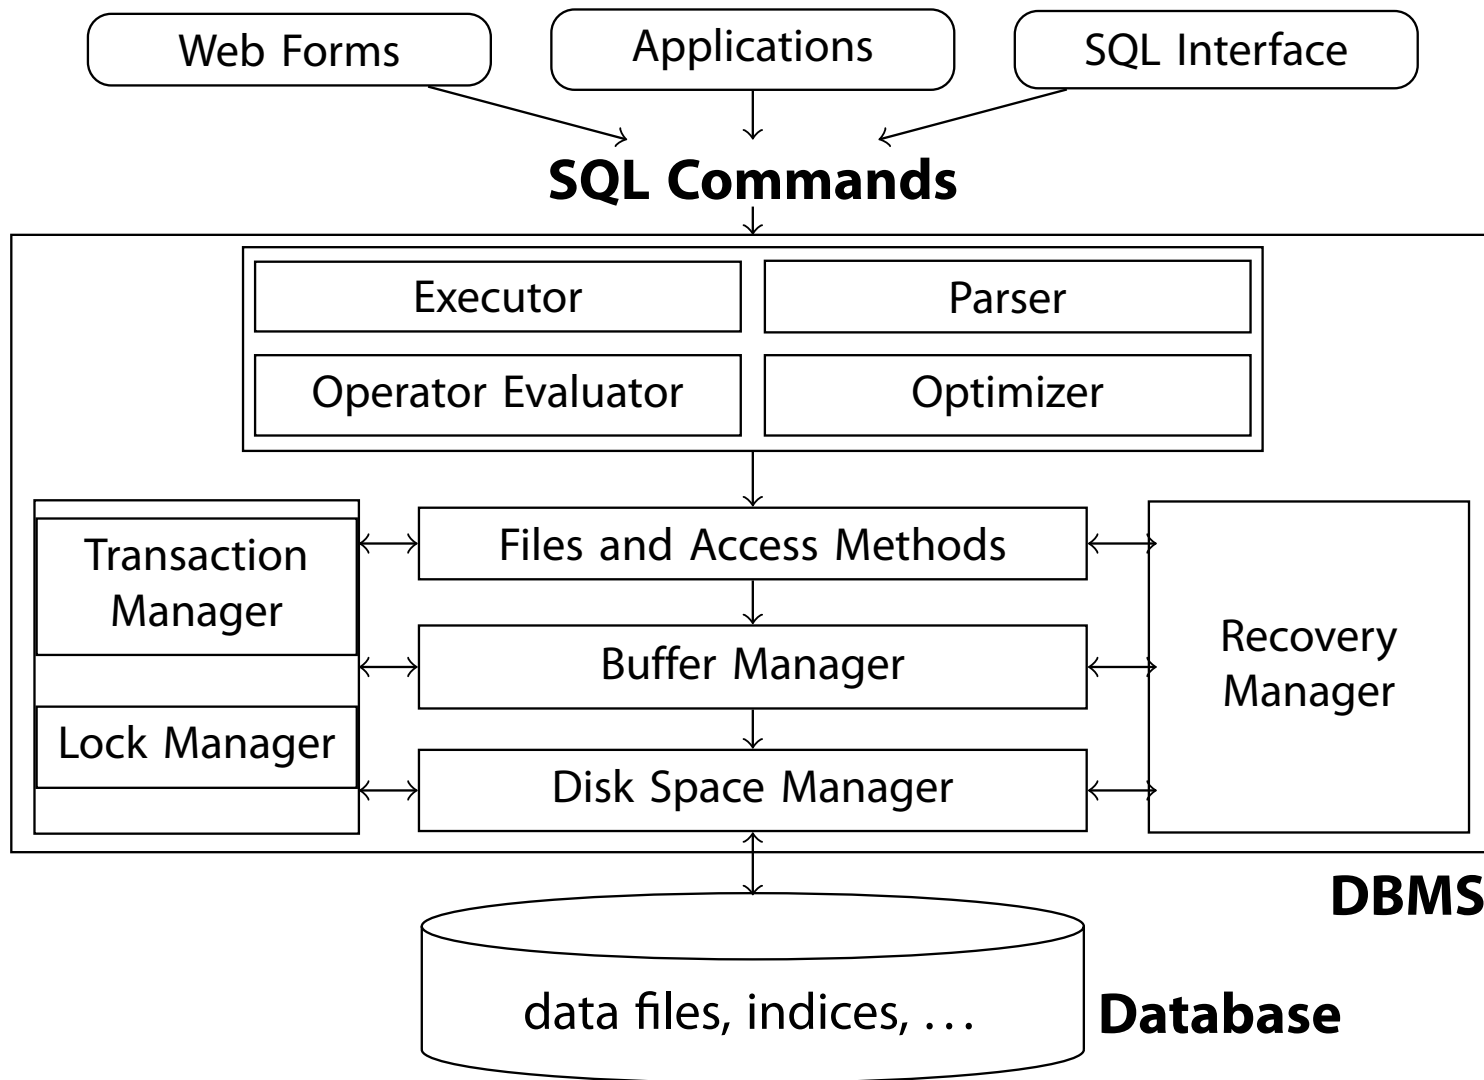 Web Forms
Applications
SQL Interface
SQL Commands
Executor
Parser
Operator Evaluator
Optimizer
Transaction
Manager
Lock Manager
Files and Access Methods
Buffer Manager
Disk Space Manager
Recovery
Manager
DBMS
data files, indices, …
Database